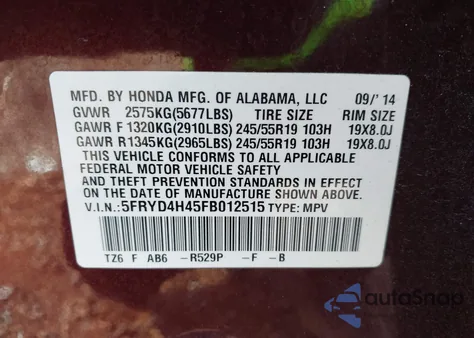 MFD. BY HONDA MFG. OF ALABAMA, LLC 09/'14
GVWR 2575KG(5677LBS) TIRE SIZE RIM SIZE
GAWR F 1320KG(2910LBS) 245/55R19 103H 19X8.0J
GAWR R1345KG(2965LBS) 245/55R19 103H 19X8.0J
THIS VEHICLE CONFORMS TO ALL APPLICABLE
FEDERAL MOTOR VEHICLE SAFETY
STANDARDS IN EFFECT
ON THE DATE OF MANUFACTURE SHOWN ABOVE.
V.I.N.:5FRYD4H45FB012515 TYPE: MPV
TZ6 F AB6 -R529P -F -B
autoSnap